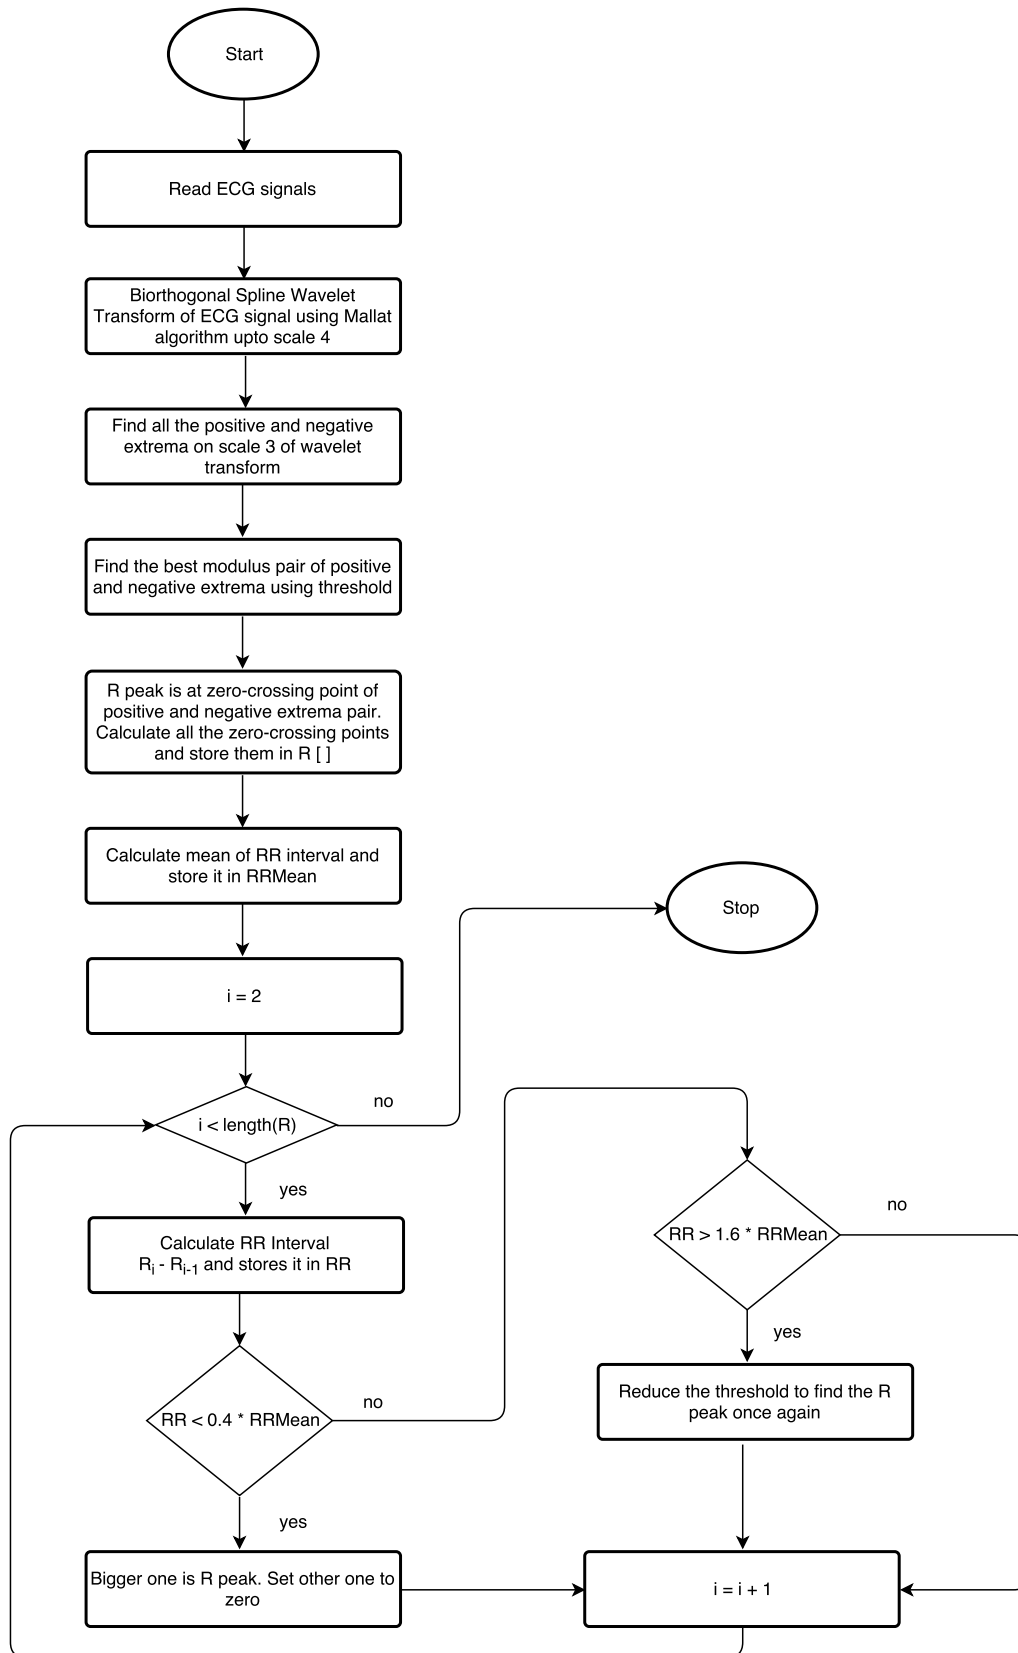 Start
Read ECG signals
Biorthogonal Spline Wavelet
Transform of ECG signal using Mallat
algorithm upto scale 4
Find all the positive and negative
extrema on scale 3 of wavelet
transform
Find the best modulus pair of positive
and negative extrema using threshold
R peak is at zero-crossing point of
positive and negative extrema pair.
Calculate all the zero-crossing points
and store them in R [ ]
Calculate mean of RR interval and
store it in RRMean
Stop
i = 2
i < length(R)
no
yes
Calculate RR Interval
Ri - Ri-1 and stores it in RR
RR < 0.4 * RRMean
no
yes
Bigger one is R peak. Set other one to
zero
RR > 1.6 * RRMean
no
yes
Reduce the threshold to find the R
peak once again
i = i + 1